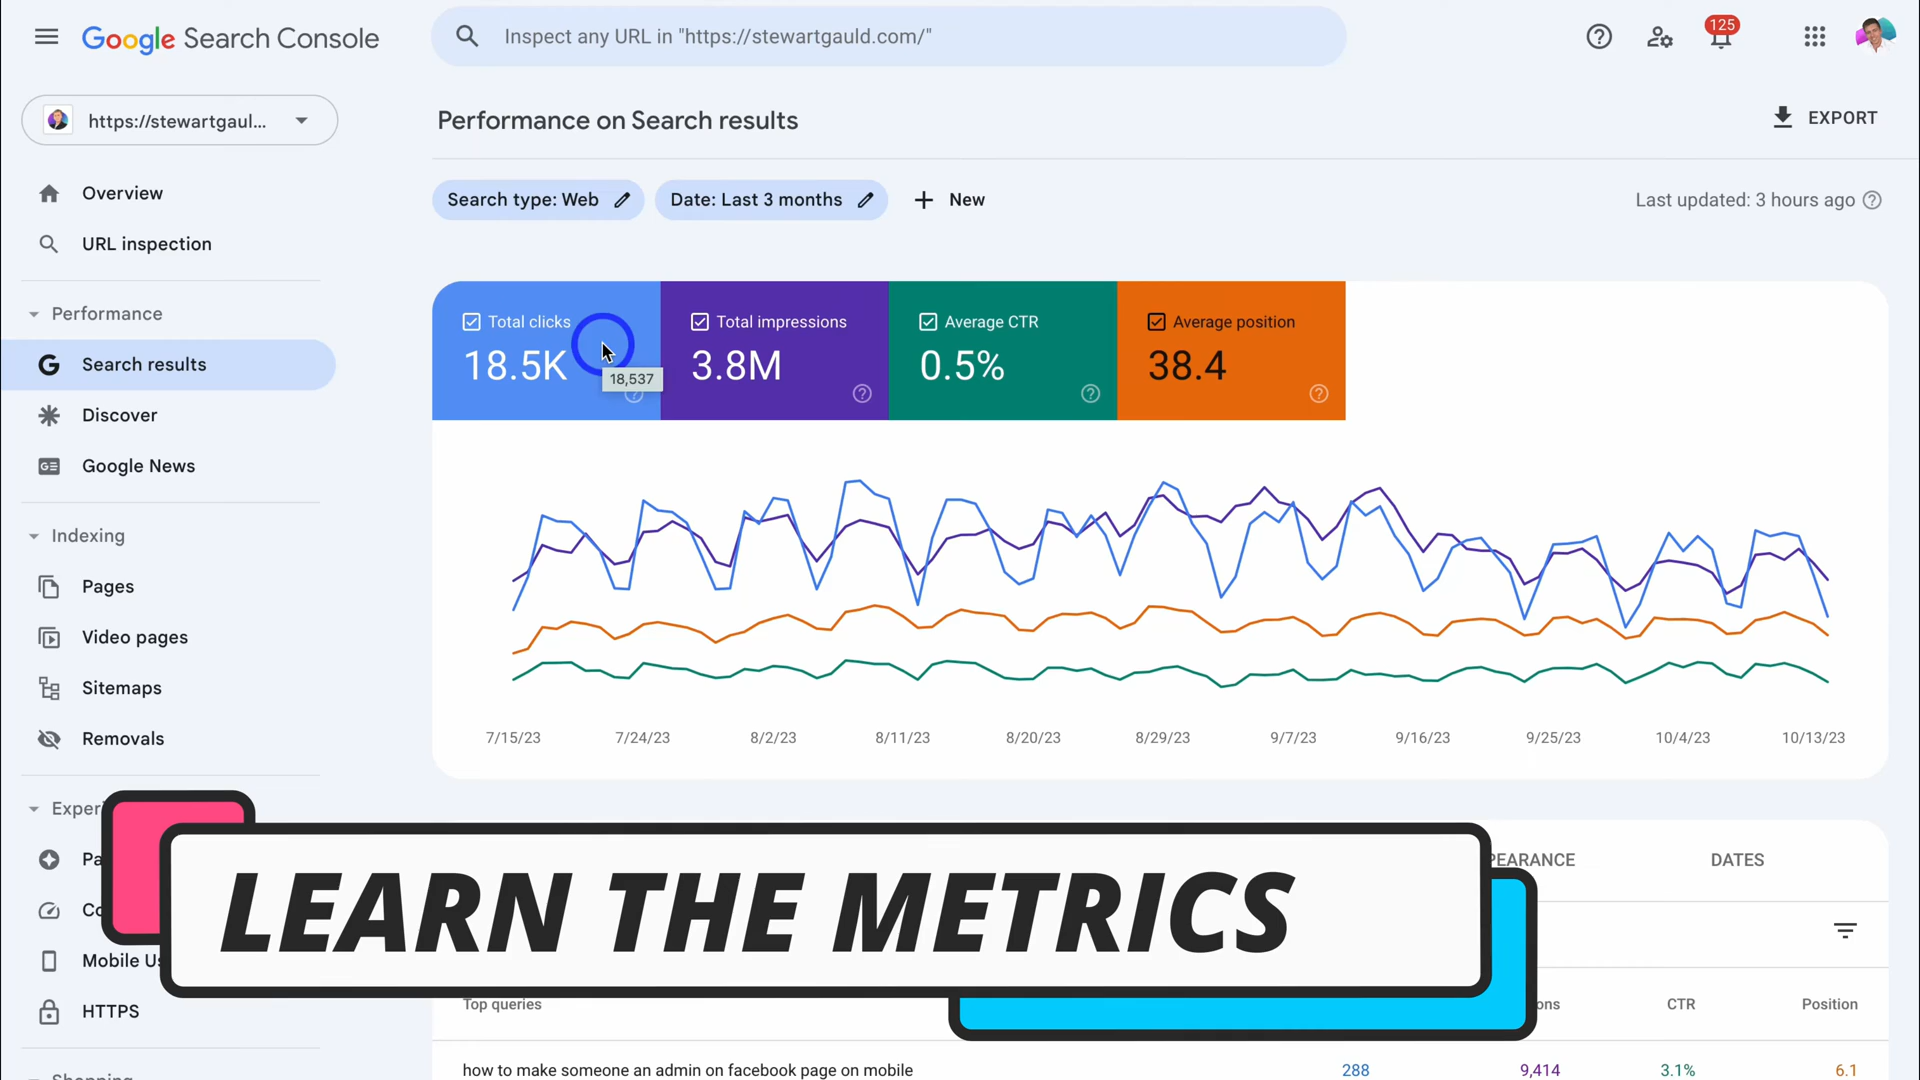 Google Search Console
Inspect any URL in "https://stewartgauld.com/"
125
https://stewartgaul...
Performance on Search results
EXPORT
Overview
Search type: Web
Date: Last 3 months
New
Last updated: 3 hours ago
URL inspection
Performance
Total clicks
Total impressions
Average CTR
Average position
18.5K
3.8M
0.5%
38.4
18,537
Search results
Discover
Google News
Indexing
Pages
Video pages
Sitemaps
Removals
7/15/23
7/24/23
8/2/23
8/11/23
8/20/23
8/29/23
9/7/23
9/16/23
9/25/23
10/4/23
10/13/23
DATES
LEARN THE METRICS
HTTPS
Mobile
Top queries
CTR
Position
how to make someone an admin on facebook page on mobile
288
9,414
3.1%
6.1